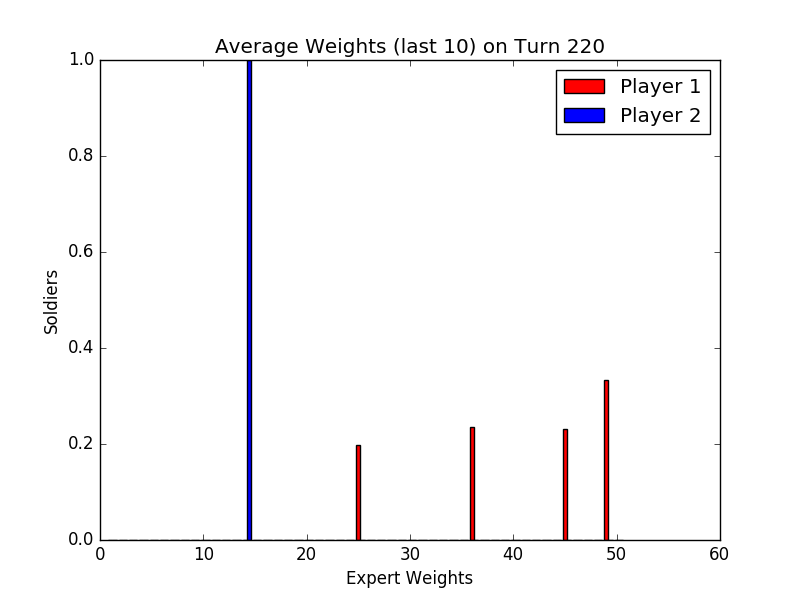 Average Weights (last 10) on Turn 220
1.0
0.8
0.6
0.4
0.2
0.0
Soldiers
Player 1
Player 2
0 10 20 30 40 50 60
Expert Weights